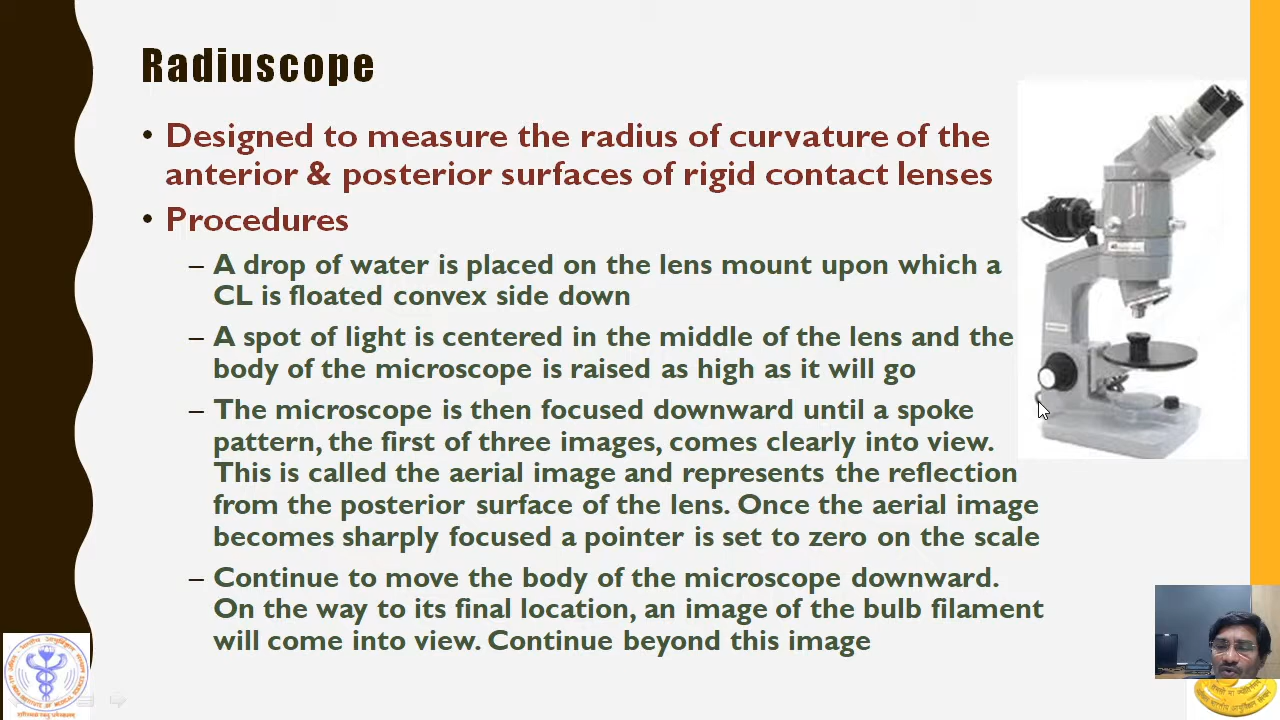 Radiuscope
• Designed to measure the radius of curvature of the
anterior & posterior surfaces of rigid contact lenses
• Procedures
– A drop of water is placed on the lens mount upon which a
CL is floated convex side down
– A spot of light is centered in the middle of the lens and the
body of the microscope is raised as high as it will go
– The microscope is then focused downward until a spoke
pattern, the first of three images, comes clearly into view.
This is called the aerial image and represents the reflection
from the posterior surface of the lens. Once the aerial image
becomes sharply focused a pointer is set to zero on the scale
– Continue to move the body of the microscope downward.
On the way to its final location, an image of the bulb filament
will come into view. Continue beyond this image